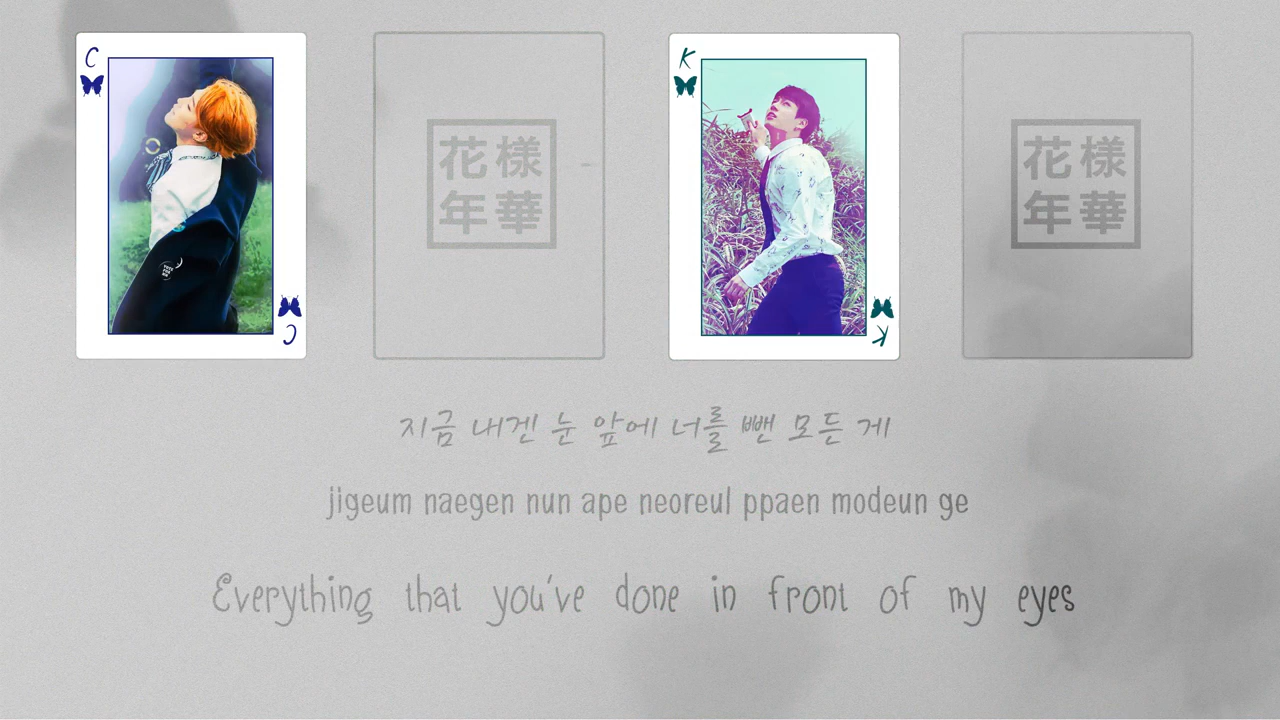 C
K
花樣
年華
花樣
年華
C
K
지금 내겐 눈 앞에 너를 뺀 모든 게
jigeum naegen nun ape neoreul ppaen modeun ge
Everything that you've done in front of my eyes